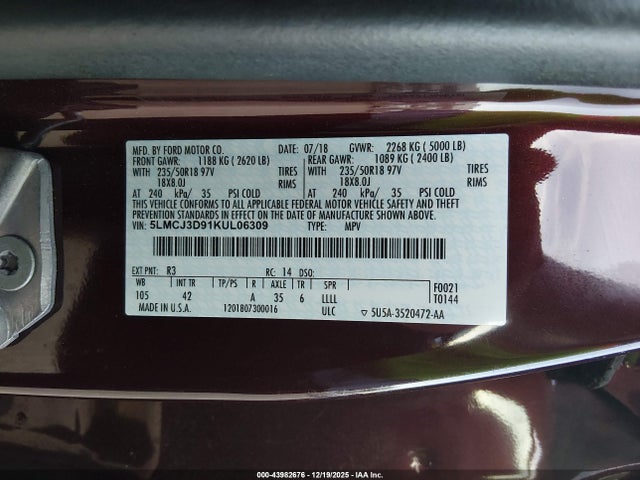 MFD. BY FORD MOTOR CO. 07/18 GVWR: 2268 KG ( 5000 LB)
FRONT GAWR: 1188 KG ( 2620 LB) REAR GAWR: 1089 KG ( 2400 LB)
WITH 235/50R18 97V TIRES WITH 235/50R18 97V TIRES
18X8.0J RIMS 18X8.0J RIMS
AT 240 kPa/ 35 PSI COLD AT 240 kPa/ 35 PSI COLD
THIS VEHICLE CONFORMS TO ALL APPLICABLE FEDERAL MOTOR VEHICLE SAFETY AND
THEFT PREVENTION STANDARDS IN EFFECT ON THE DATE OF MANUFACTURE SHOWN ABOVE.
VIN: 5LMCJ3D91KUL06309 TYPE: MPV
EXT PNT: R3 RC: 14 DSO:
WB INT TR TP/PS R AXLE TR SPR
105 42 A 35 6 LLLL
F0021
T0144
MADE IN U.S.A. 1201807300016 ULC 5U5A-3520472-AA
000-43982676 - 12/19/2025 - IAA Inc.